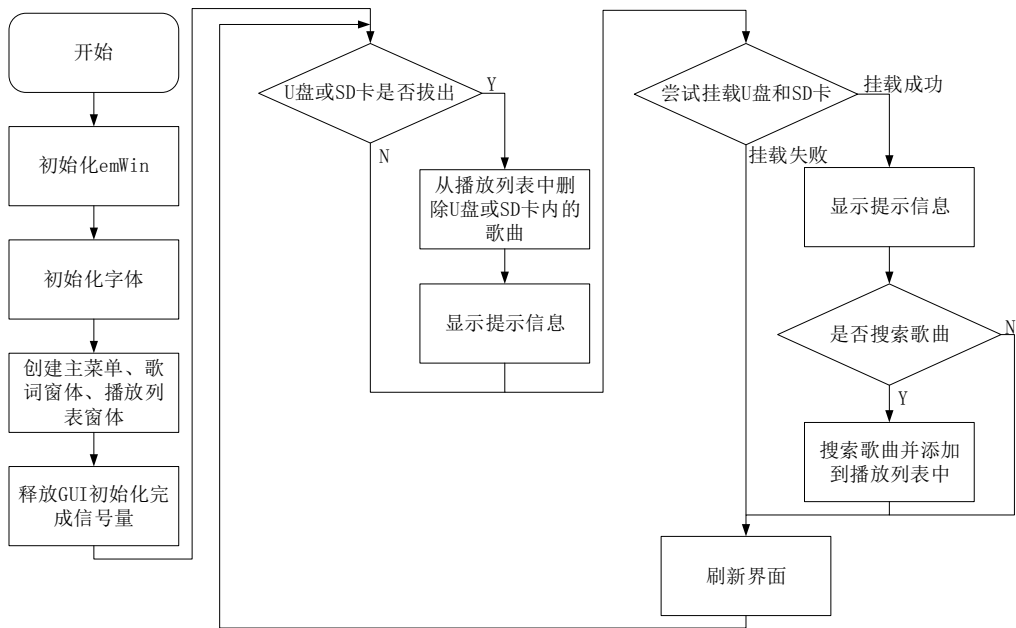 开始
初始化emWin
初始化字体
创建主菜单、歌
词窗体、播放列
表窗体
释放GUI初始化完
成信号量
U盘或SD卡是否拔出
Y
N
从播放列表中删
除U盘或SD卡内的
歌曲
显示提示信息
尝试挂载U盘和SD卡
挂载成功
挂载失败
显示提示信息
是否搜索歌曲
N
Y
搜索歌曲并添加
到播放列表中
刷新界面